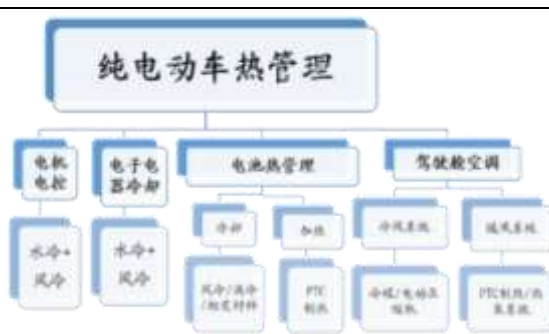 纯电动车热管理
电机
电控
电子电
器冷却
电池热管理
驾驶舱空调
水冷+
风冷
水冷+
风冷
冷却
加热
冷风系统
暖风系统
风冷/液冷
/相变材料
PTC
制热
冷媒/电动压
缩机
PTC制热/热
泵系统